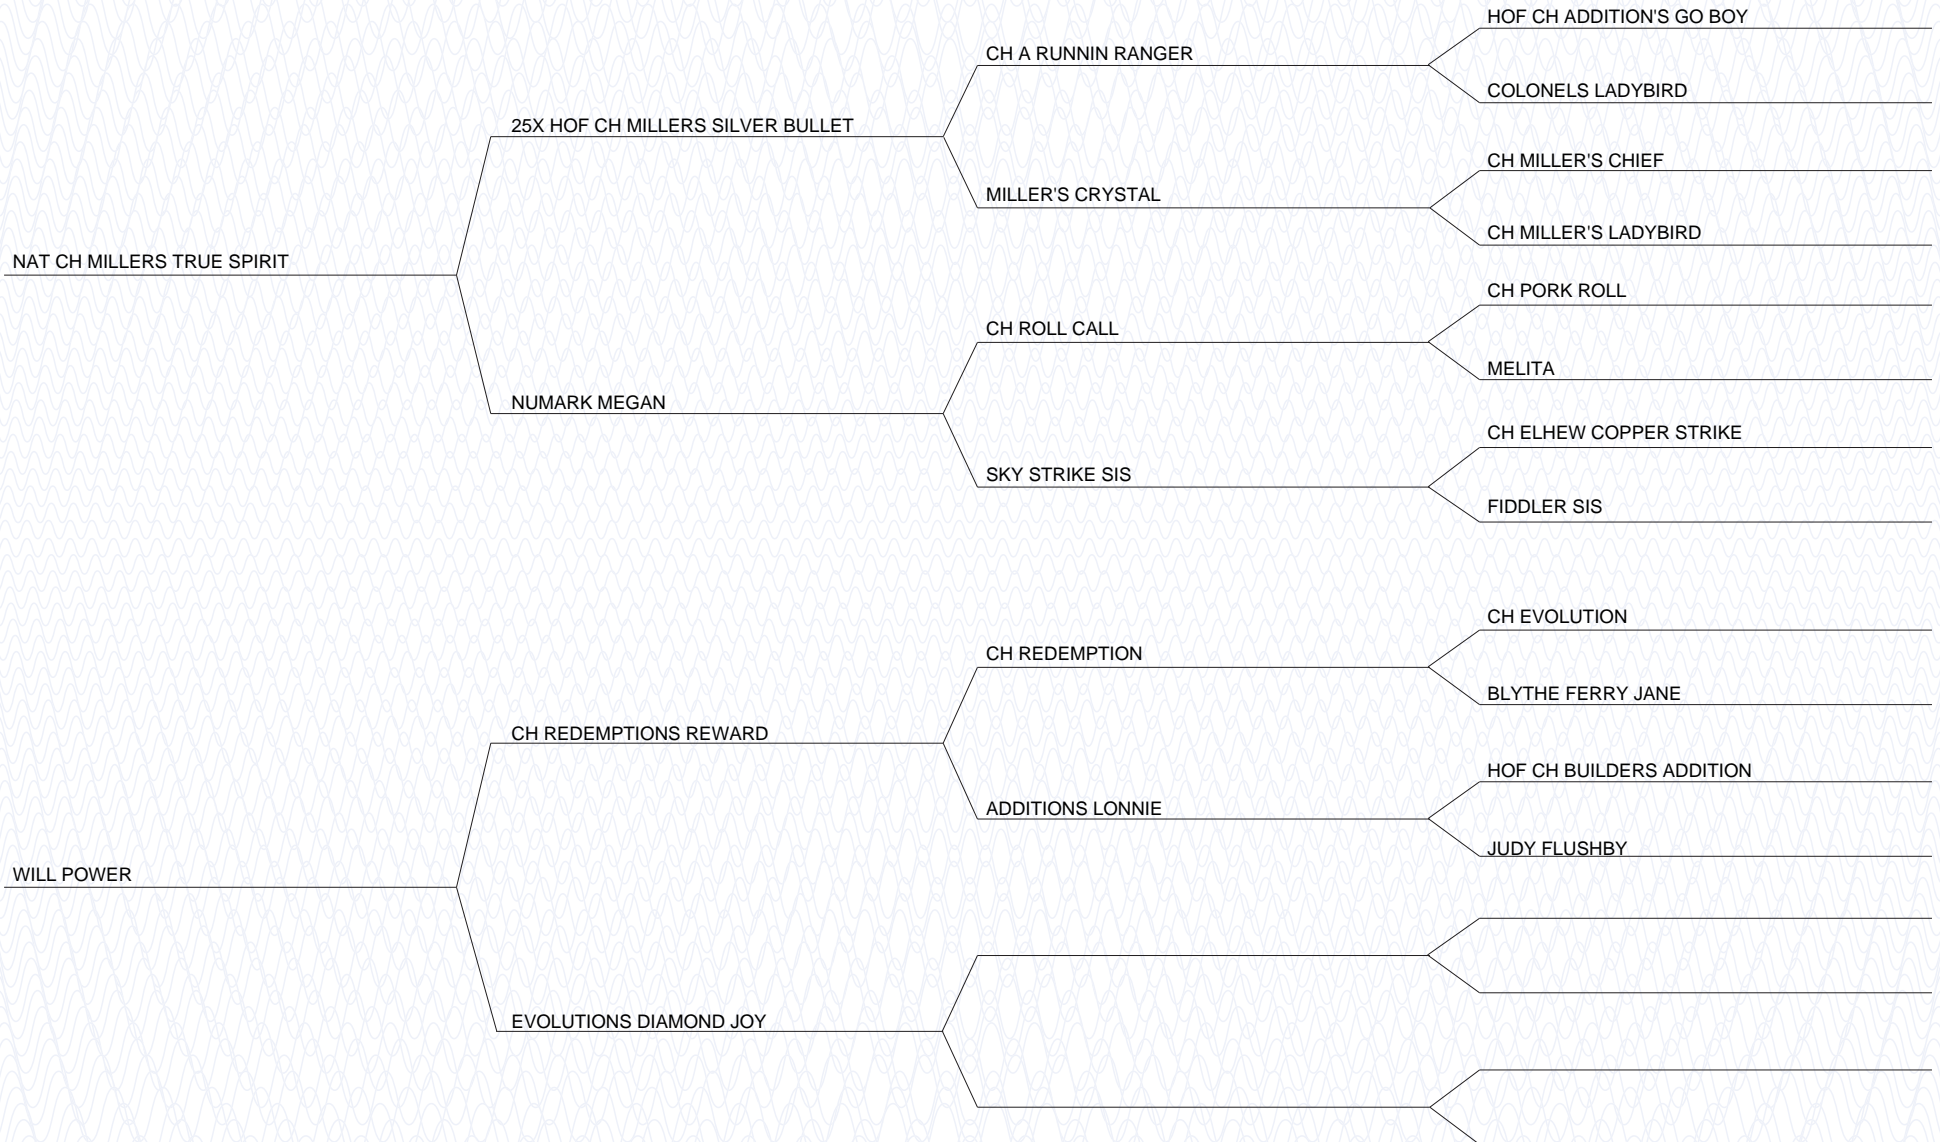 HOF CH ADDITION'S GO BOY
CH A RUNNIN RANGER
COLONELS LADYBIRD
25X HOF CH MILLERS SILVER BULLET
CH MILLER'S CHIEF
MILLER'S CRYSTAL
CH MILLER'S LADYBIRD
NAT CH MILLERS TRUE SPIRIT
CH PORK ROLL
CH ROLL CALL
MELITA
NUMARK MEGAN
CH ELHEW COPPER STRIKE
SKY STRIKE SIS
FIDDLER SIS
CH EVOLUTION
CH REDEMPTION
BLYTHE FERRY JANE
CH REDEMPTIONS REWARD
HOF CH BUILDERS ADDITION
ADDITIONS LONNIE
JUDY FLUSHBY
WILL POWER
EVOLUTIONS DIAMOND JOY